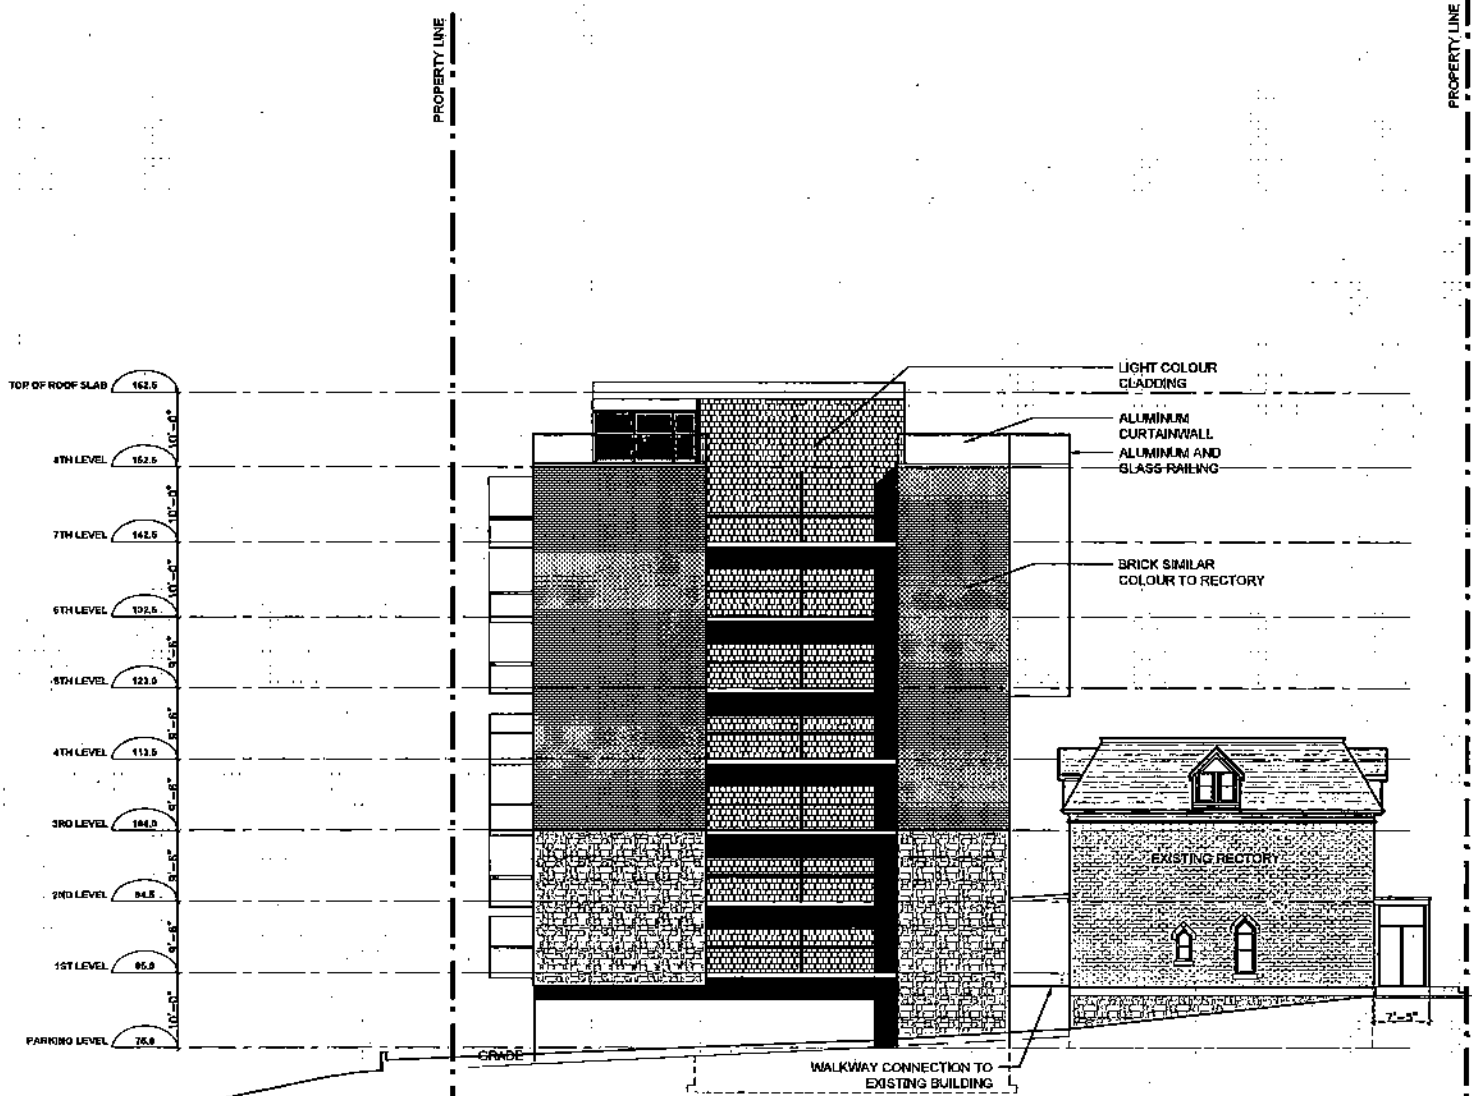 PROPERTY LINE
PROPERTY LINE
LIGHT COLOUR
CLADDING
TOP OF ROOF SLAB 162.5
10'-0"
ALUMINUM
CURTAINWALL
8TH LEVEL 152.5
ALUMINUM AND
GLASS RAILING
10'-0"
7TH LEVEL 142.5
10'-0"
BRICK SIMILAR
COLOUR TO RECTORY
6TH LEVEL 132.5
9'-6"
5TH LEVEL 123.0
9'-6"
4TH LEVEL 113.5
9'-6"
3RD LEVEL 104.0
EXISTING RECTORY
9'-6"
2ND LEVEL 94.5
9'-6"
1ST LEVEL 85.0
10'-0"
7'-5"
PARKING LEVEL 75.0
GRADE
WALKWAY CONNECTION TO
EXISTING BUILDING